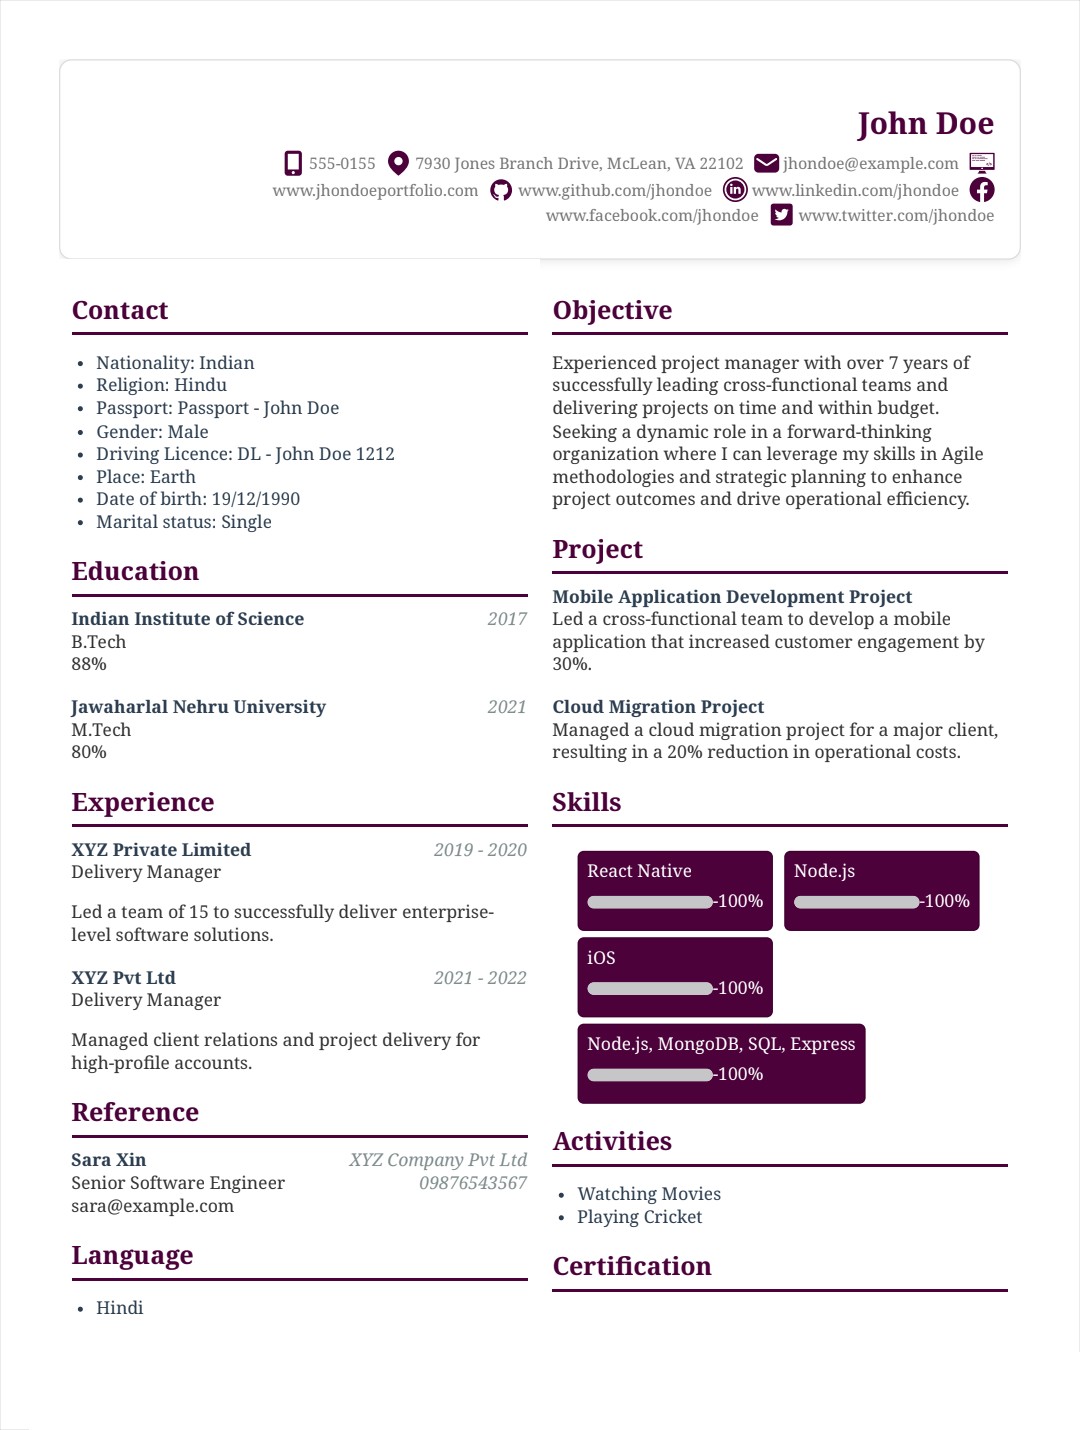 John Doe
555-0155 7930 Jones Branch Drive, McLean, VA 22102 jhondoe@example.com
www.jhondoeportfolio.com www.github.com/jhondoe www.linkedin.com/jhondoe
www.facebook.com/jhondoe www.twitter.com/jhondoe
Contact
• Nationality: Indian
• Religion: Hindu
• Passport: Passport - John Doe
• Gender: Male
• Driving Licence: DL - John Doe 1212
• Place: Earth
• Date of birth: 19/12/1990
• Marital status: Single
Education
Indian Institute of Science 2017
B.Tech
88%
Jawaharlal Nehru University 2021
M.Tech
80%
Experience
XYZ Private Limited 2019 - 2020
Delivery Manager
Led a team of 15 to successfully deliver enterprise-
level software solutions.
XYZ Pvt Ltd 2021 - 2022
Delivery Manager
Managed client relations and project delivery for
high-profile accounts.
Reference
Sara Xin XYZ Company Pvt Ltd
Senior Software Engineer 09876543567
sara@example.com
Language
• Hindi
Objective
Experienced project manager with over 7 years of
successfully leading cross-functional teams and
delivering projects on time and within budget.
Seeking a dynamic role in a forward-thinking
organization where I can leverage my skills in Agile
methodologies and strategic planning to enhance
project outcomes and drive operational efficiency.
Project
Mobile Application Development Project
Led a cross-functional team to develop a mobile
application that increased customer engagement by
30%.
Cloud Migration Project
Managed a cloud migration project for a major client,
resulting in a 20% reduction in operational costs.
Skills
React Native Node.js
-100% -100%
iOS
-100%
Node.js, MongoDB, SQL, Express
-100%
Activities
• Watching Movies
• Playing Cricket
Certification